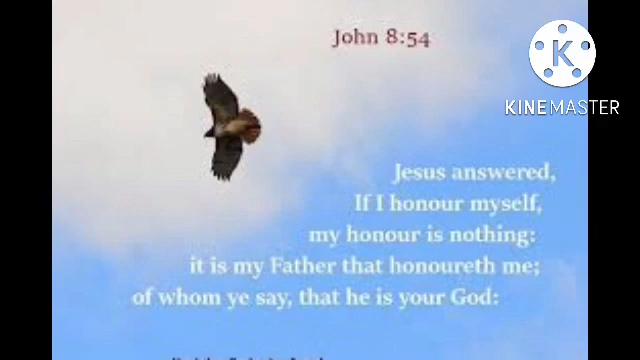 John 8:54
K
KINEMASTER
Jesus answered,
If I honour myself,
my honour is nothing:
it is my Father that honoureth me;
of whom ye say, that he is your God: